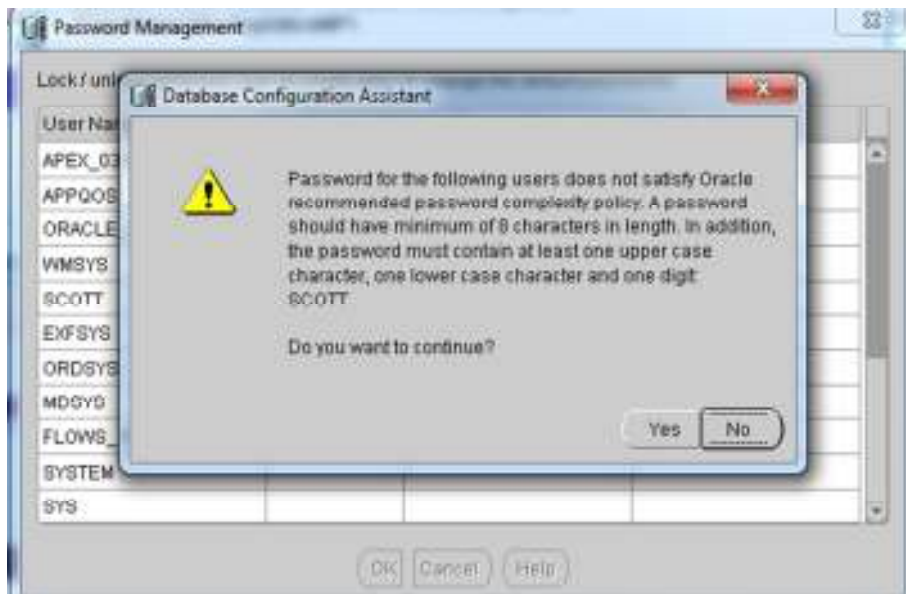 Password Management
Lock / unl
Database Configuration Assistant
User Na
APEX_03
APPQOS
ORACLE
WMSYS
SCOTT
EXFSYS
ORDSYS
MDSYS
FLOWS_
SYSTEM
SYS
Password for the following users does not satisfy Oracle
recommended password complexity policy. A password
should have minimum of 8 characters in length. In addition,
the password must contain at least one upper case
character, one lower case character and one digit:
SCOTT
Do you want to continue?
Yes
No
OK
Cancel
Help